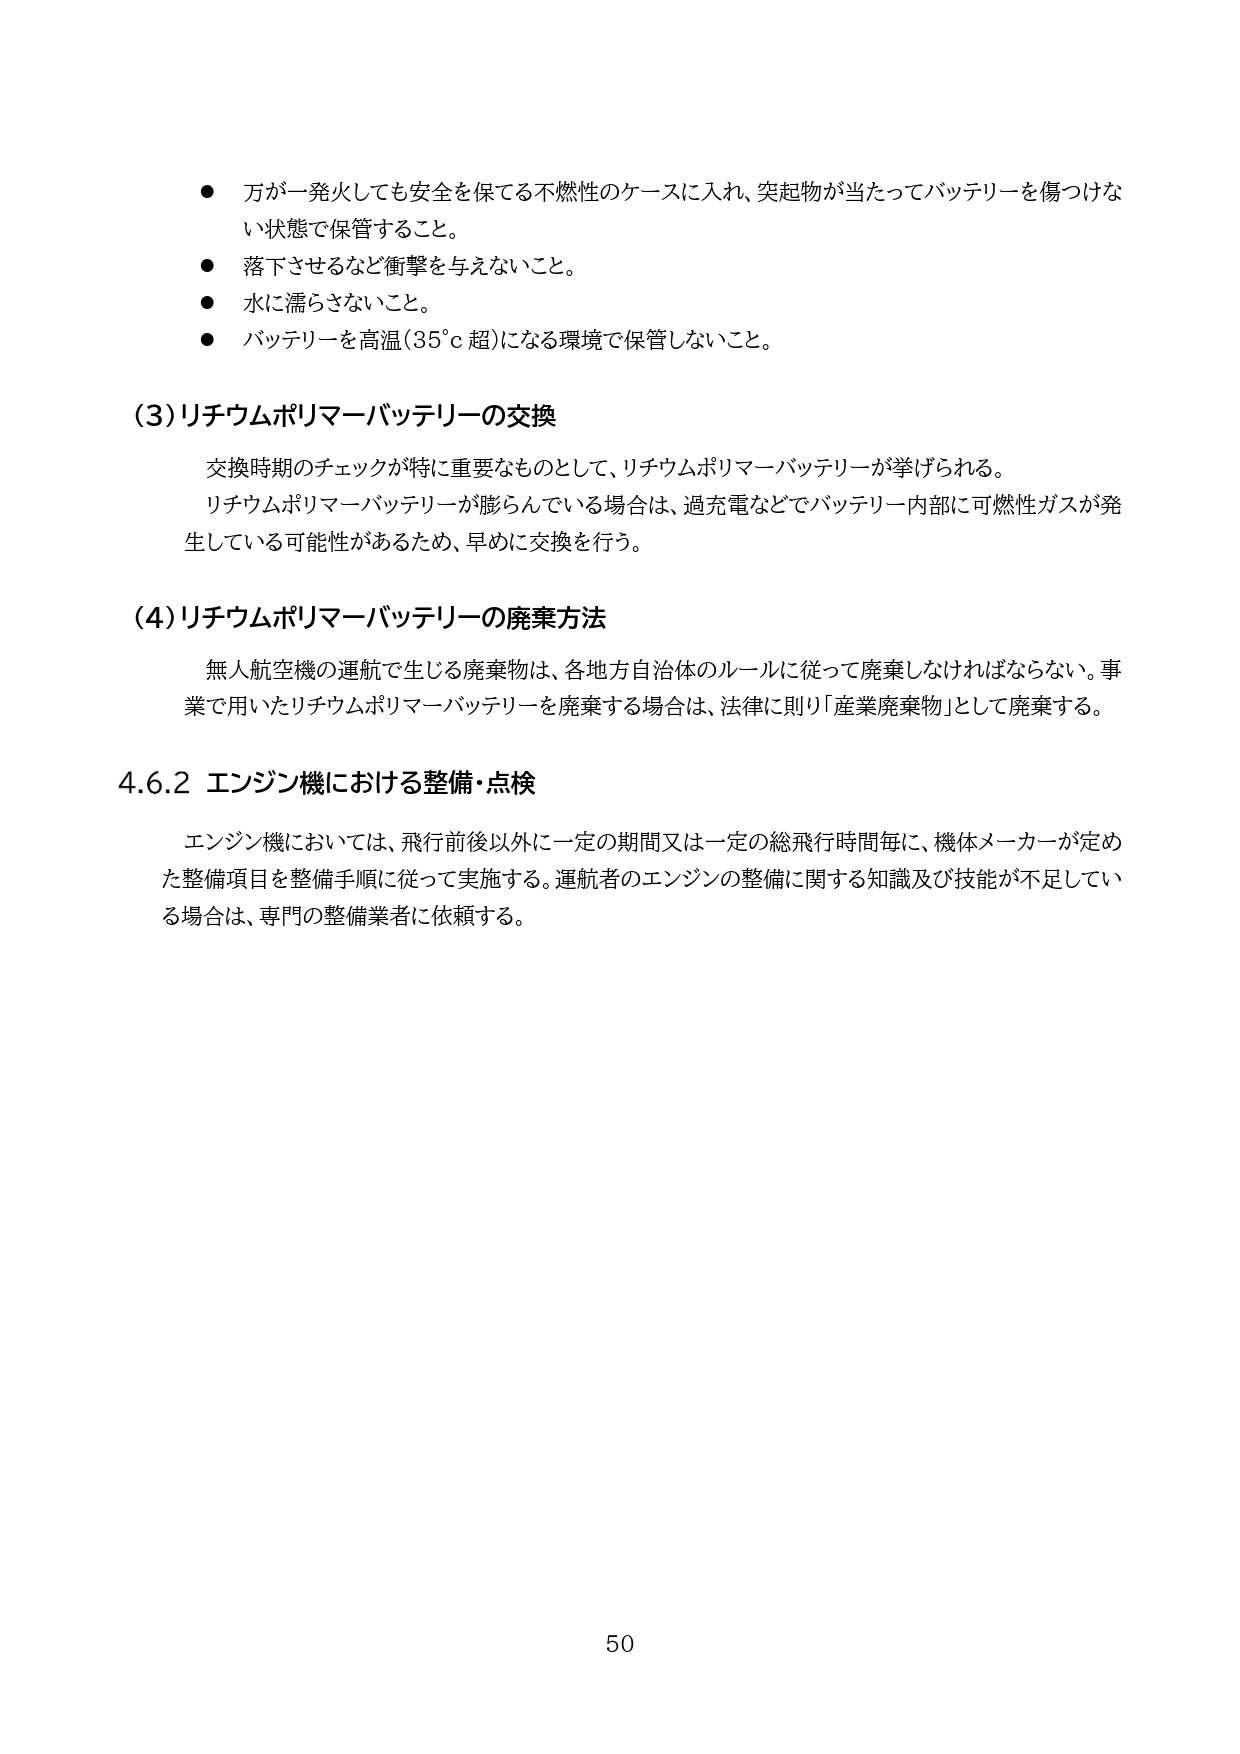 ● 万が一発火しても安全を保てる不燃性のケースに入れ、突起物が当たってバッテリーを傷つけな
い状態で保管すること。
● 落下させるなど衝撃を与えないこと。
● 水に濡らさないこと。
● バッテリーを高温(35°c 超)になる環境で保管しないこと。
(3)リチウムポリマーバッテリーの交換
交換時期のチェックが特に重要なものとして、リチウムポリマーバッテリーが挙げられる。
リチウムポリマーバッテリーが膨らんでいる場合は、過充電などでバッテリー内部に可燃性ガスが発
生している可能性があるため、早めに交換を行う。
(4)リチウムポリマーバッテリーの廃棄方法
無人航空機の運航で生じる廃棄物は、各地方自治体のルールに従って廃棄しなければならない。事
業で用いたリチウムポリマーバッテリーを廃棄する場合は、法律に則り「産業廃棄物」として廃棄する。
4.6.2 エンジン機における整備・点検
エンジン機においては、飛行前後以外に一定の期間又は一定の総飛行時間毎に、機体メーカーが定め
た整備項目を整備手順に従って実施する。運航者のエンジンの整備に関する知識及び技能が不足してい
る場合は、専門の整備業者に依頼する。
50